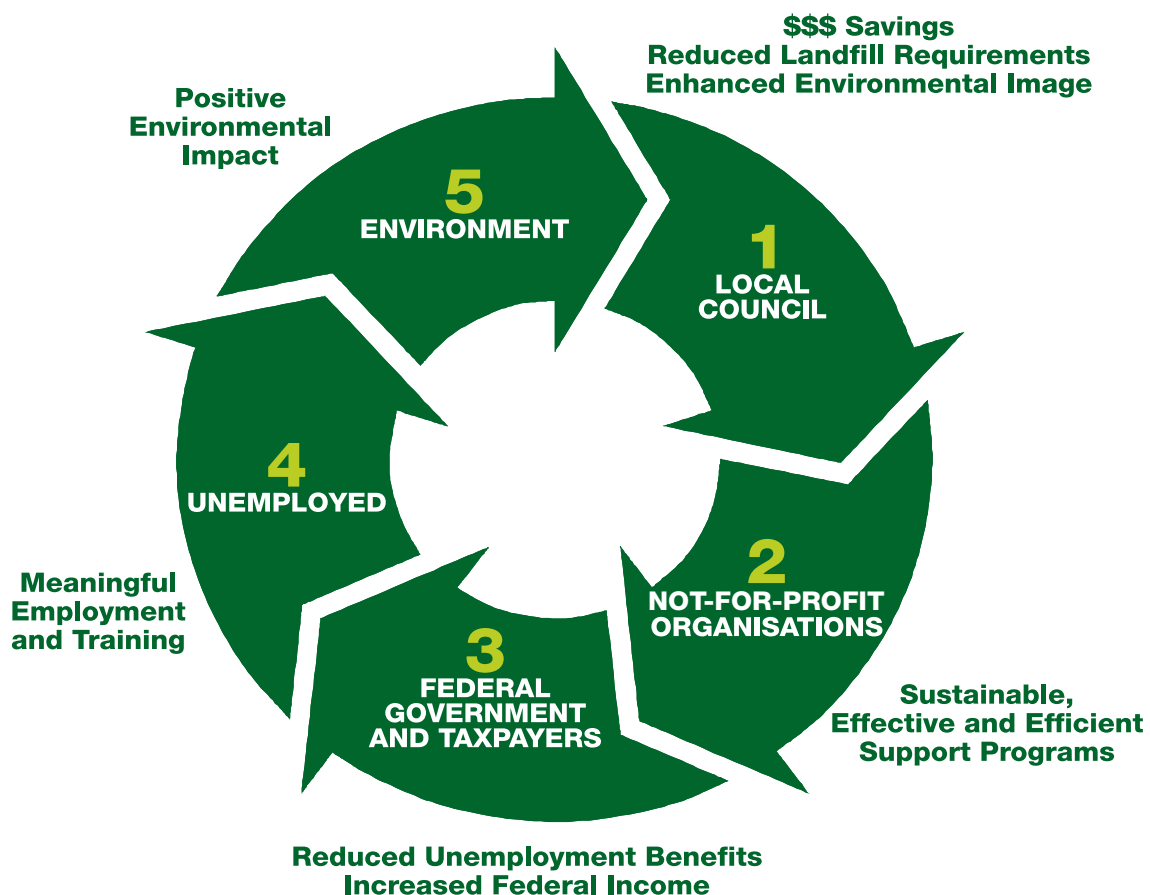 $$$ Savings
Reduced Landfill Requirements
Enhanced Environmental Image
1
LOCAL
COUNCIL
2
NOT-FOR-PROFIT
ORGANISATIONS
Sustainable,
Effective and Efficient
Support Programs
3
FEDERAL
GOVERNMENT
AND TAXPAYERS
Reduced Unemployment Benefits
Increased Federal Income
4
UNEMPLOYED
Meaningful
Employment
and Training
5
ENVIRONMENT
Positive
Environmental
Impact